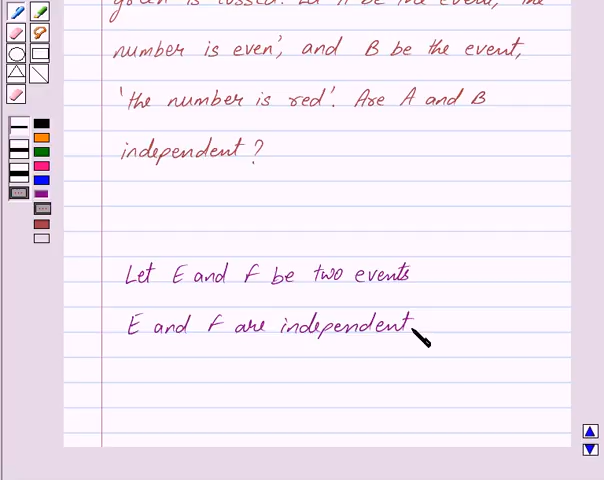 number is even', and B be the event,
'the number is red'. Are A and B
independent?
Let E and F be two events
E and F are independent